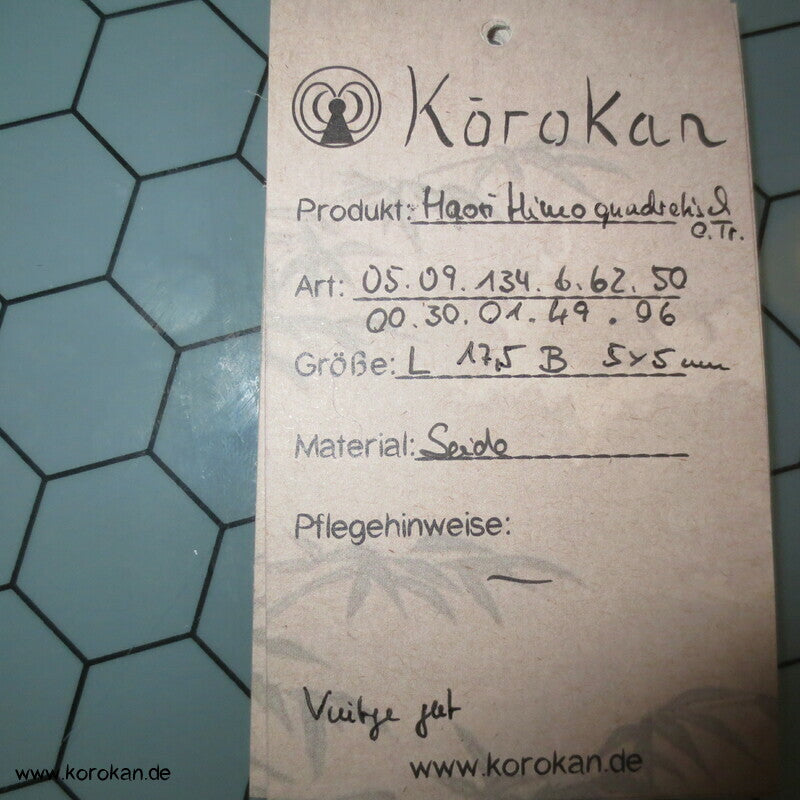 Kōrokan
Produkt: Haori Himo quadratisch
o.Tr.
Art: 05.09.134.6.62.50
00.30.01.49.96
Größe: L 17,5 B 5x5 mm
Material: Seide
Pflegehinweise:
—
Vintage gut
www.korokan.de
www.korokan.de